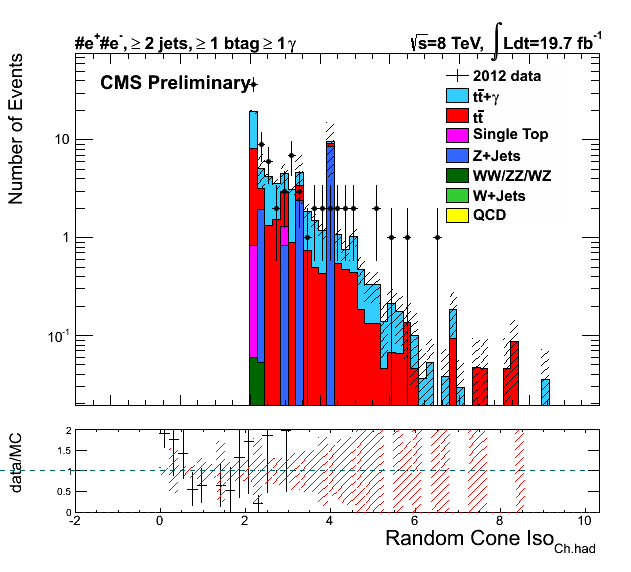 #e⁺#e⁻, ≥ 2 jets, ≥ 1 btag ≥ 1 γ
√s=8 TeV, ∫ Ldt=19.7 fb⁻¹
CMS Preliminary
Number of Events
10
1
10⁻¹
2012 data
tt̄+γ
tt̄
Single Top
Z+Jets
WW/ZZ/WZ
W+Jets
QCD
data/MC
2
1.5
1
0.5
0
-2 0 2 4 6 8 10
Random Cone Iso Ch.had